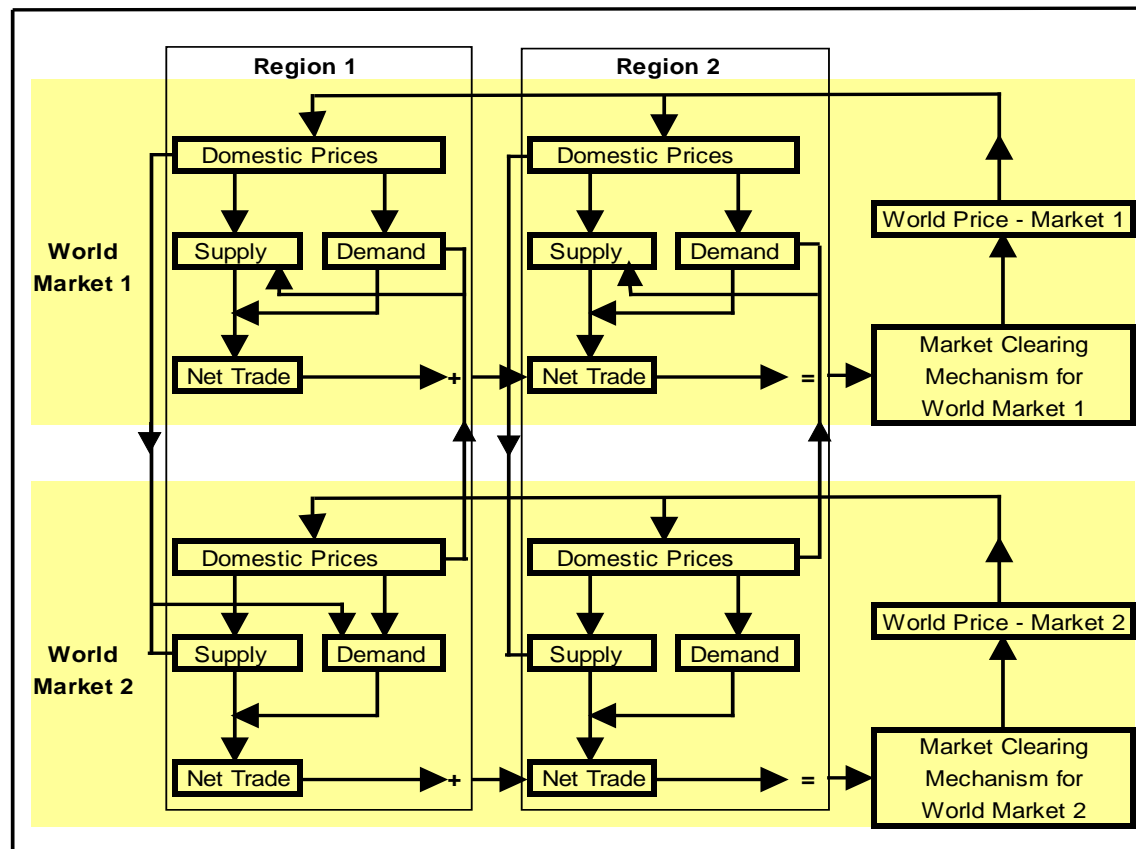 Region 1
Region 2
Domestic Prices
Domestic Prices
World Price - Market 1
World
Market 1
Supply
Demand
Supply
Demand
Net Trade
+
Net Trade
=
Market Clearing
Mechanism for
World Market 1
Domestic Prices
Domestic Prices
World Price - Market 2
World
Market 2
Supply
Demand
Supply
Demand
Net Trade
+
Net Trade
=
Market Clearing
Mechanism for
World Market 2